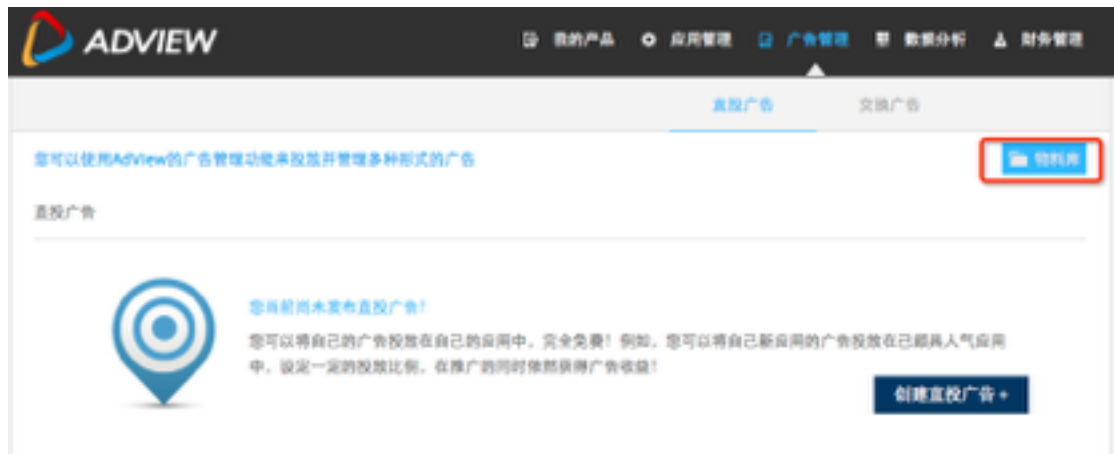 ADVIEW
我的产品 应用管理 广告管理 数据分析 财务管理
直投广告 交换广告
您可以使用AdView的广告管理功能来投放并管理多种形式的广告
物料库
直投广告
您当前尚未发布直投广告!
您可以将自己的广告投放在自己的应用中，完全免费！例如，您可以将自己新应用的广告投放在已颇具人气应用
中，设定一定的投放比例，在推广的同时依然获得广告收益！
创建直投广告 +